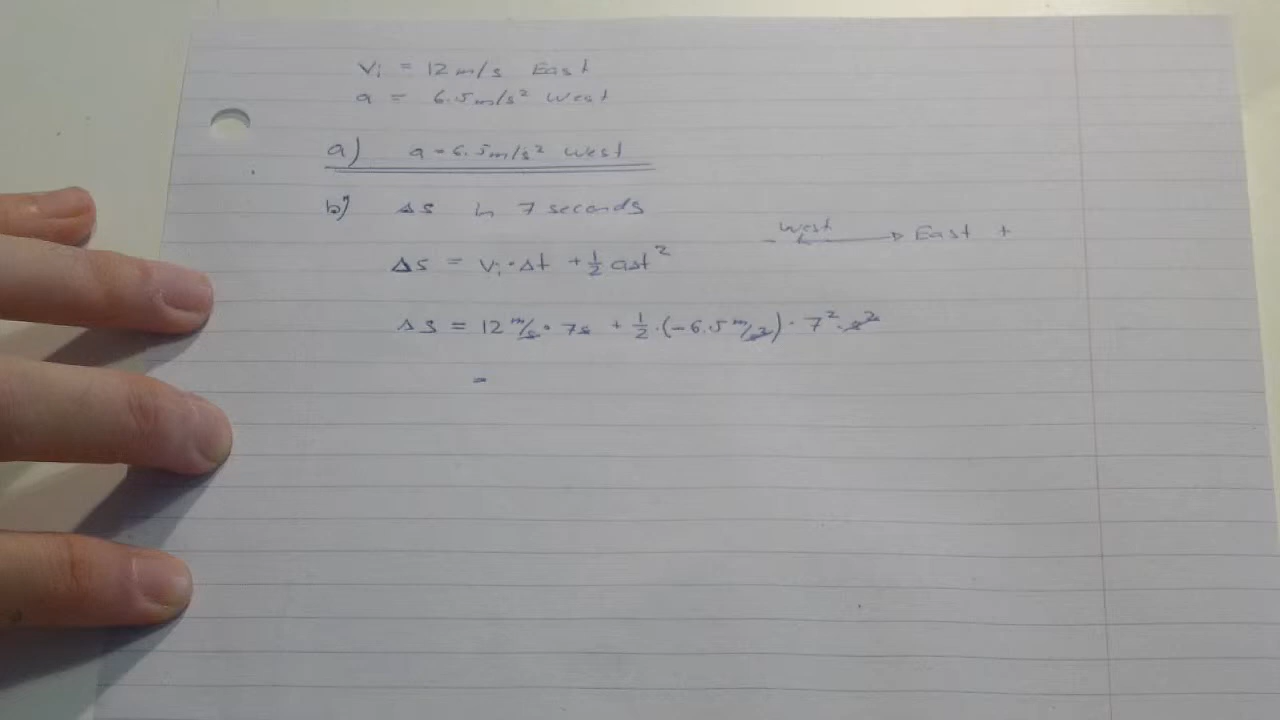 Vi = 12 m/s East
a = 6.5 m/s² West
a) a = 6.5 m/s² West
b) Δs in 7 seconds
West
- ⟷ East +
Δs = Vi · Δt + 1/2 aΔt²
Δs = 12 m/s · 7s + 1/2 · (-6.5 m/s²) · 7² · s²
=